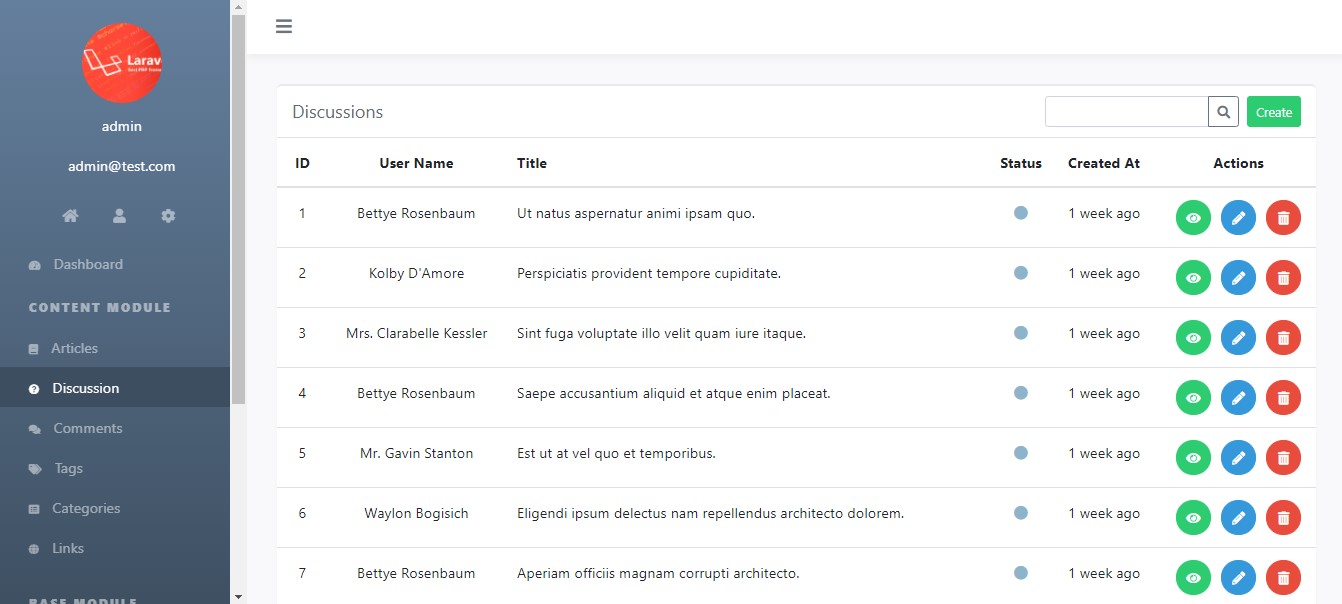 Larav
admin
admin@test.com
Dashboard
CONTENT MODULE
Articles
Discussion
Comments
Tags
Categories
Links
BASE MODULE
Discussions
Create
ID User Name Title Status Created At Actions
1 Bettye Rosenbaum Ut natus aspernatur animi ipsam quo. 1 week ago
2 Kolby D'Amore Perspiciatis provident tempore cupiditate. 1 week ago
3 Mrs. Clarabelle Kessler Sint fuga voluptate illo velit quam iure itaque. 1 week ago
4 Bettye Rosenbaum Saepe accusantium aliquid et atque enim placeat. 1 week ago
5 Mr. Gavin Stanton Est ut at vel quo et temporibus. 1 week ago
6 Waylon Bogisich Eligendi ipsum delectus nam repellendus architecto dolorem. 1 week ago
7 Bettye Rosenbaum Aperiam officiis magnam corrupti architecto. 1 week ago